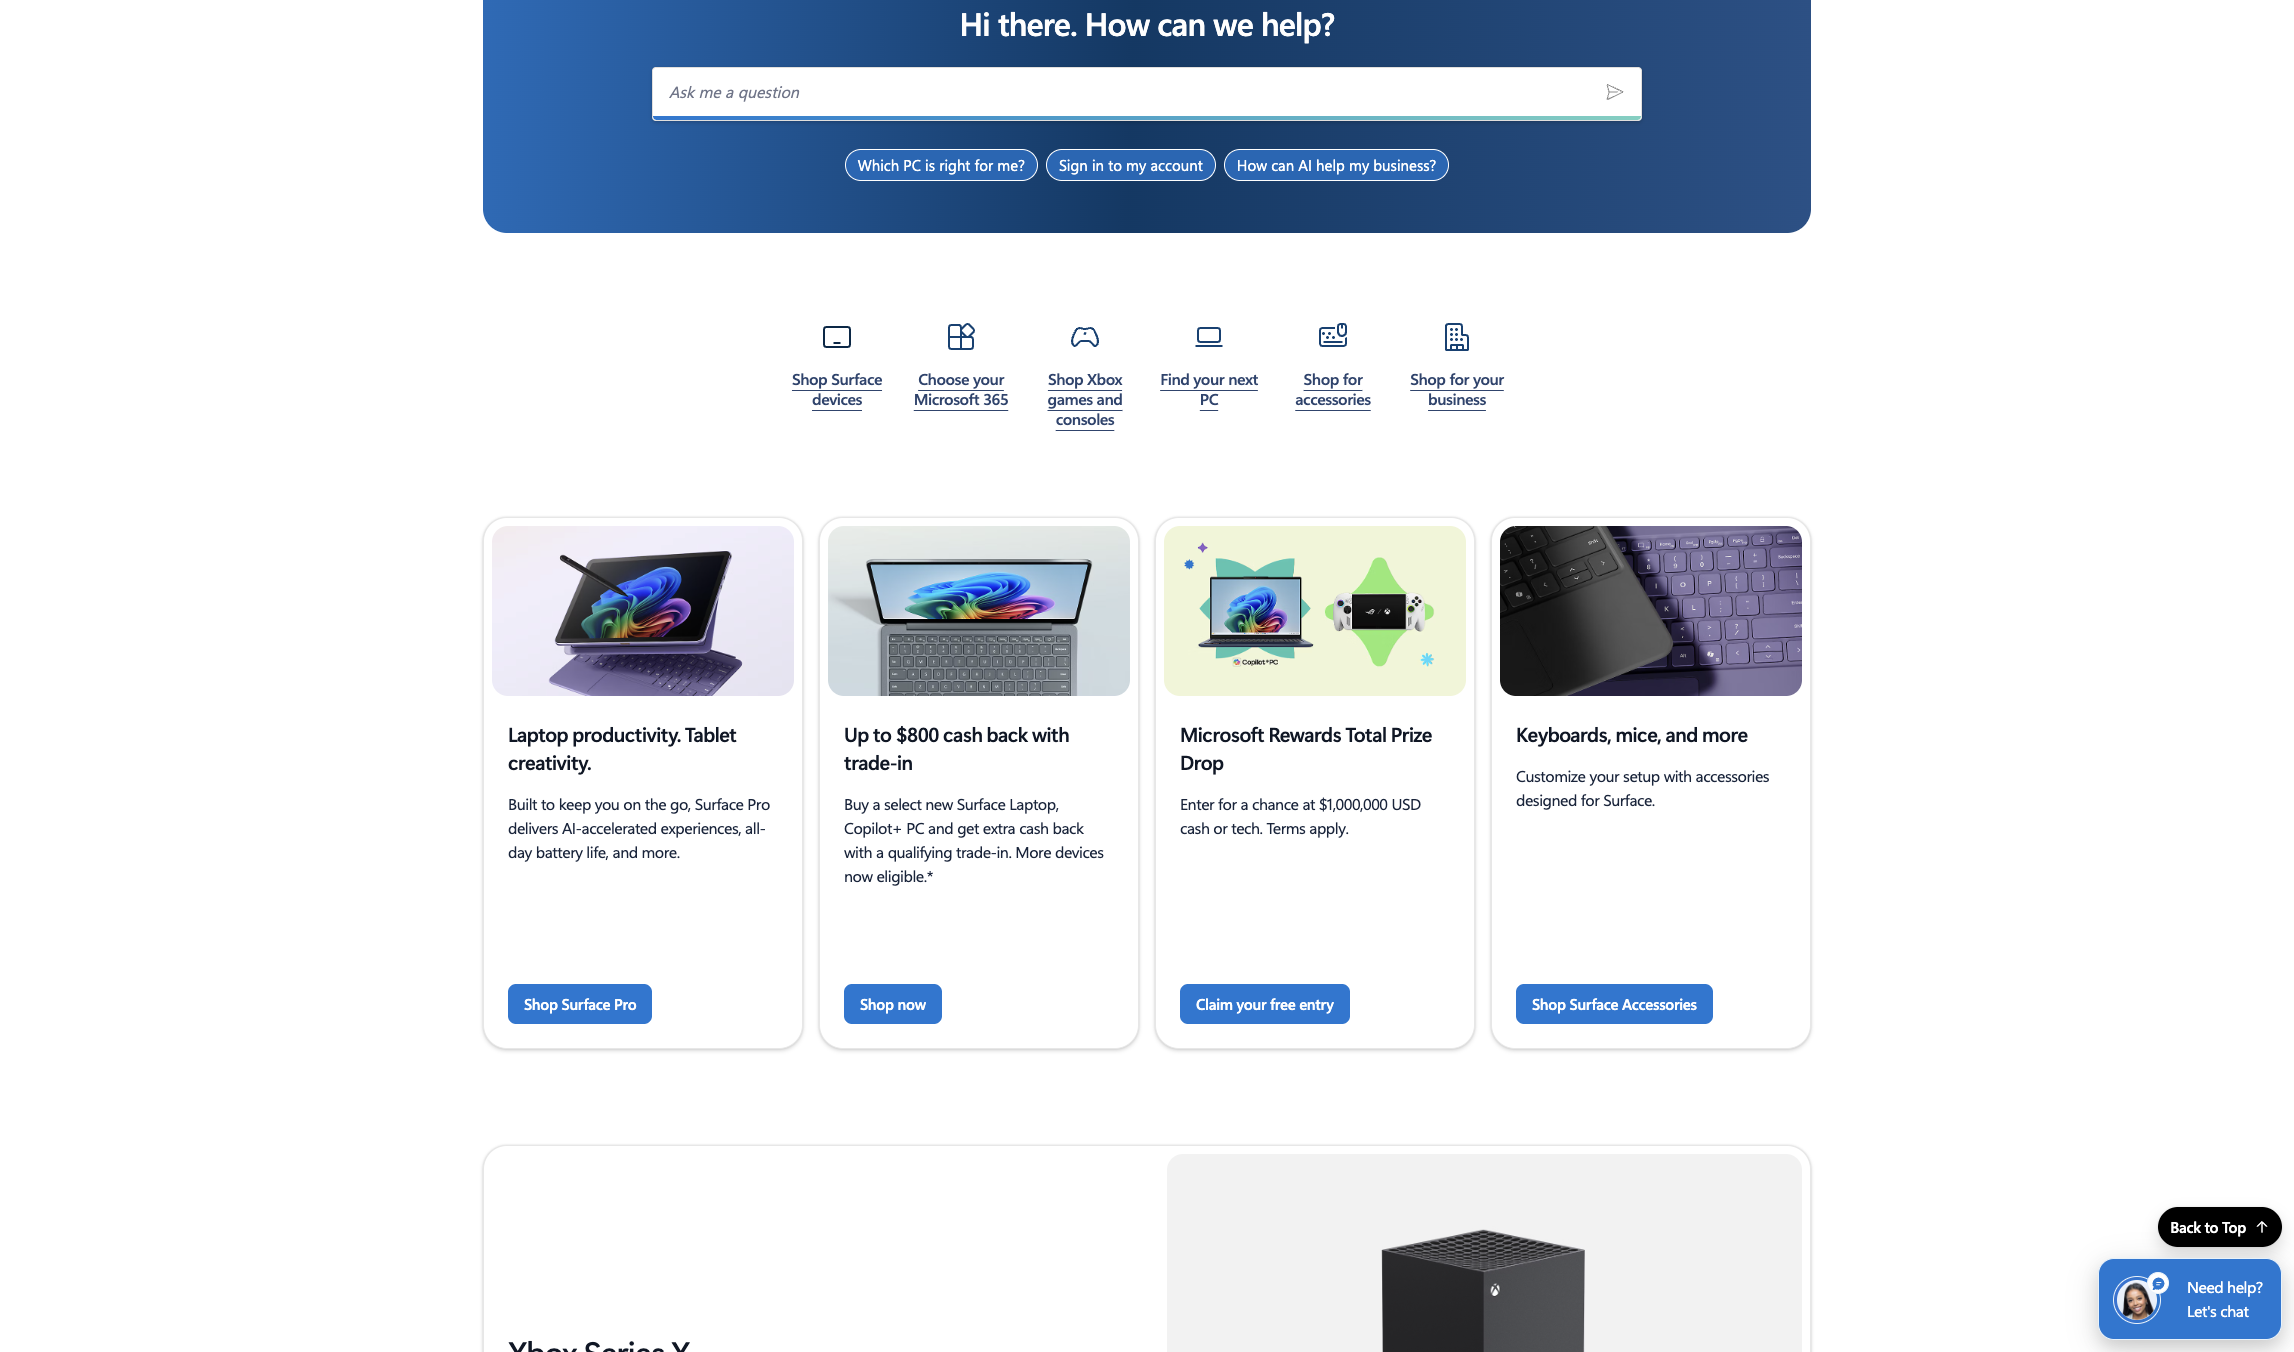 Hi there. How can we help?
Ask me a question
Which PC is right for me?
Sign in to my account
How can AI help my business?
Shop Surface
devices
Choose your
Microsoft 365
Shop Xbox
games and
consoles
Find your next
PC
Shop for
accessories
Shop for your
business
Copilot+PC
Laptop productivity. Tablet
creativity.
Built to keep you on the go, Surface Pro
delivers AI-accelerated experiences, all-
day battery life, and more.
Shop Surface Pro
Up to $800 cash back with
trade-in
Buy a select new Surface Laptop,
Copilot+ PC and get extra cash back
with a qualifying trade-in. More devices
now eligible.*
Shop now
Microsoft Rewards Total Prize
Drop
Enter for a chance at $1,000,000 USD
cash or tech. Terms apply.
Claim your free entry
Keyboards, mice, and more
Customize your setup with accessories
designed for Surface.
Shop Surface Accessories
Xbox Series X
Back to Top
Need help?
Let's chat